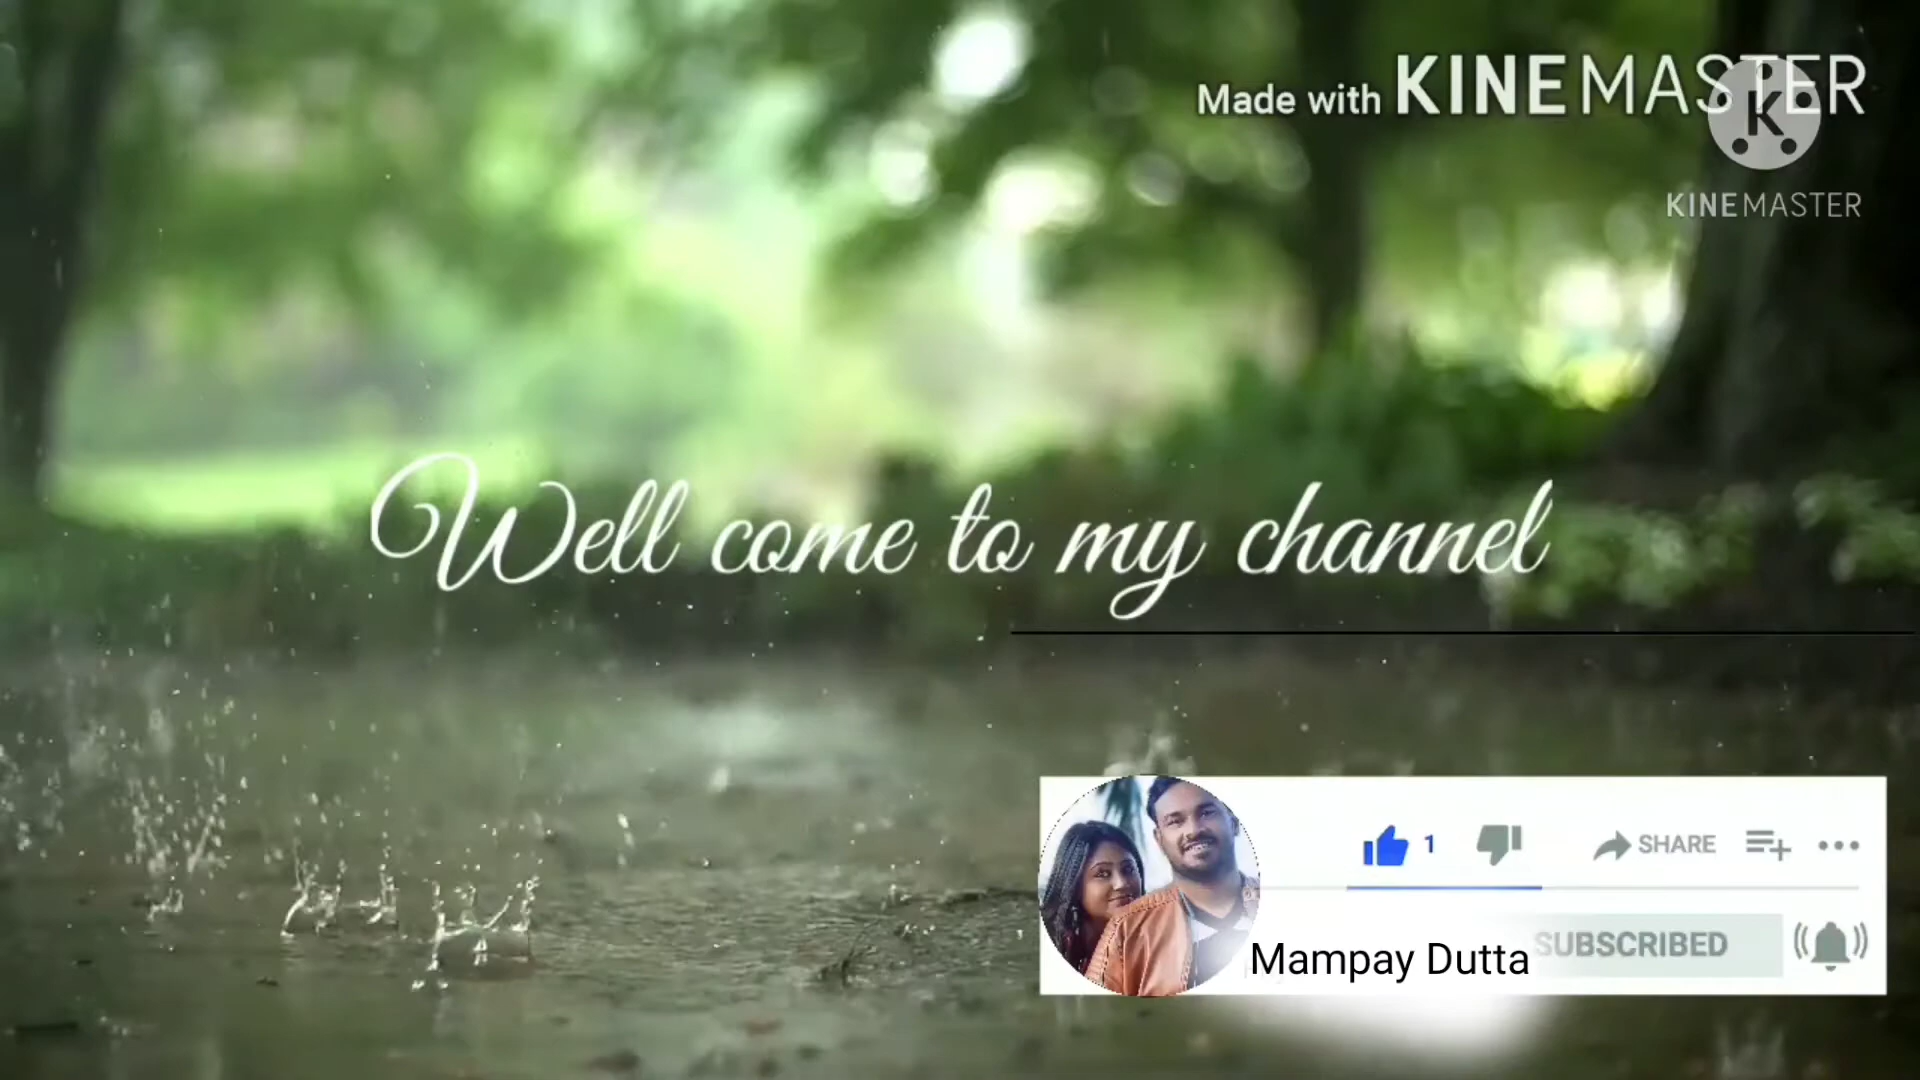 Made with KINEMASTER
K
KINEMASTER
Well come to my channel
1
SHARE
SUBSCRIBED
Mampay Dutta